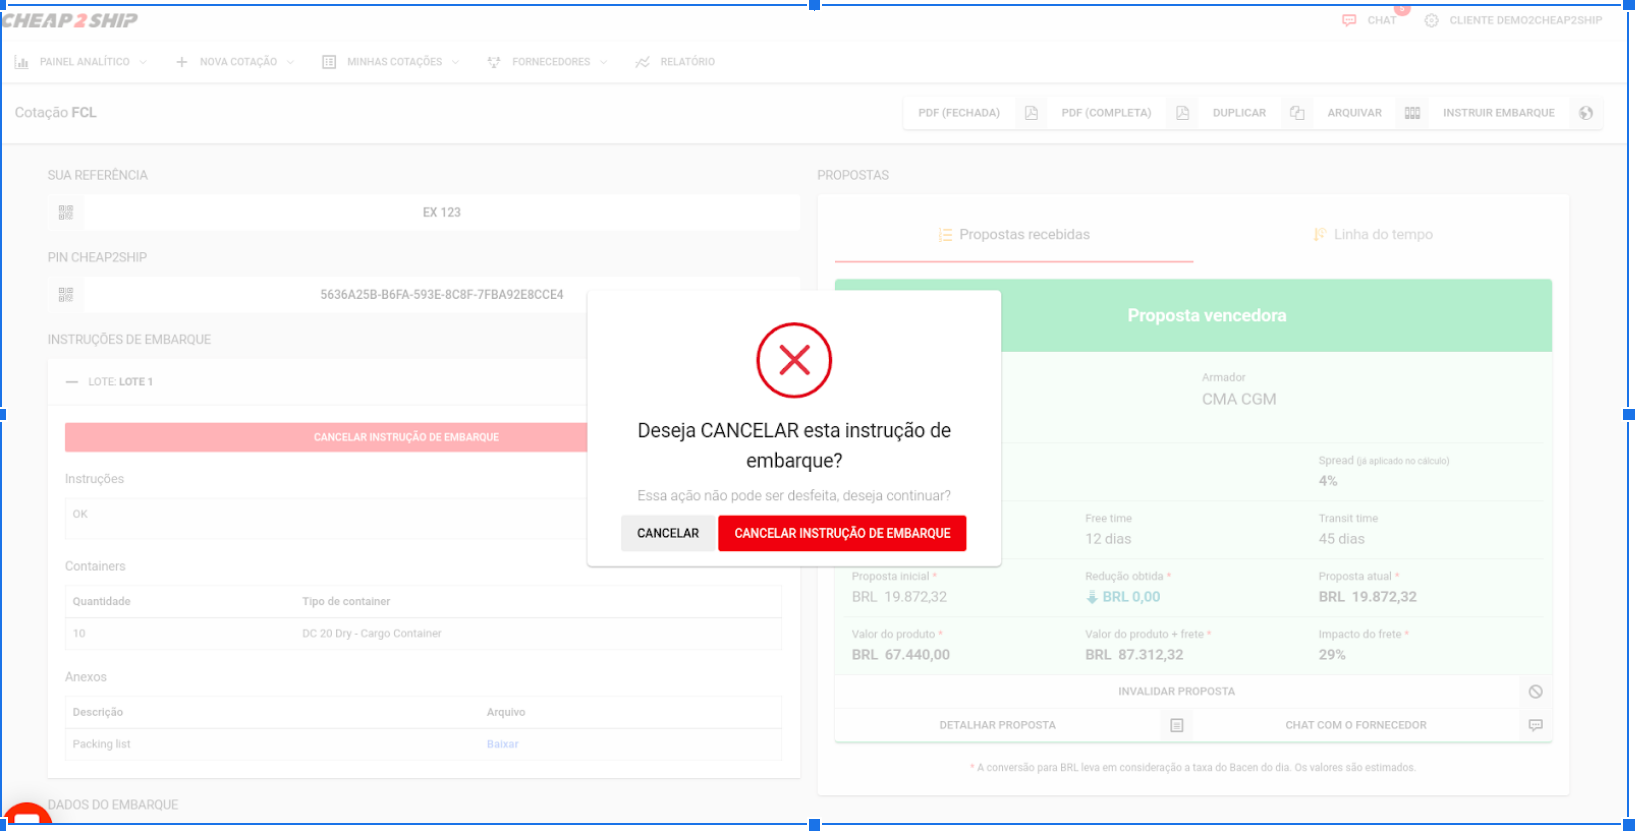 CHEAP2SHIP
CHAT
CLIENTE DEMO2CHEAP2SHIP
PAINEL ANALÍTICO
NOVA COTAÇÃO
MINHAS COTAÇÕES
FORNECEDORES
RELATÓRIO
Cotação FCL
PDF (FECHADA)
PDF (COMPLETA)
DUPLICAR
ARQUIVAR
INSTRUIR EMBARQUE
SUA REFERÊNCIA
EX 123
PIN CHEAP2SHIP
5636A25B-B6FA-593E-8C8F-7FBA92E8CCE4
INSTRUÇÕES DE EMBARQUE
LOTE: LOTE 1
CANCELAR INSTRUÇÃO DE EMBARQUE
Instruções
OK
Containers
Quantidade Tipo de container
10 DC 20 Dry - Cargo Container
Anexos
Descrição Arquivo
Packing list Baixar
DADOS DO EMBARQUE
Deseja CANCELAR esta instrução de
embarque?
Essa ação não pode ser desfeita, deseja continuar?
CANCELAR
CANCELAR INSTRUÇÃO DE EMBARQUE
PROPOSTAS
Propostas recebidas
Linha do tempo
Proposta vencedora
Armador
CMA CGM
Spread (já aplicado no cálculo)
4%
Free time Transit time
12 dias 45 dias
Proposta inicial * Redução obtida * Proposta atual *
BRL 19.872,32 BRL 0,00 BRL 19.872,32
Valor do produto * Valor do produto + frete * Impacto do frete *
BRL 67.440,00 BRL 87.312,32 29%
INVALIDAR PROPOSTA
DETALHAR PROPOSTA
CHAT COM O FORNECEDOR
* A conversão para BRL leva em consideração a taxa do Bacen do dia. Os valores são estimados.